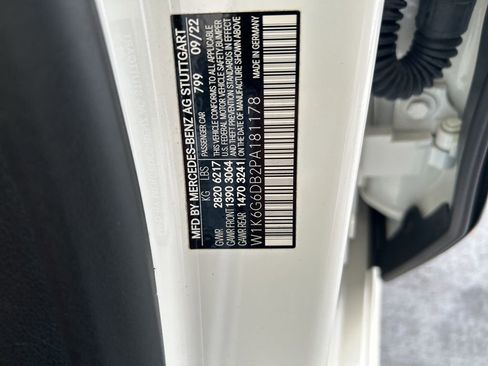 MFD BY MERCEDES-BENZ AG STUTTGART
799 09/22
PASSENGER CAR
KG LBS
GVWR 2820 6217
GAWR FRONT 1390 3064
GAWR REAR 1470 3241
THIS VEHICLE CONFORMS TO ALL APPLICABLE
U.S. FEDERAL MOTOR VEHICLE SAFETY, BUMPER
AND THEFT PREVENTION STANDARDS IN EFFECT
ON THE DATE OF MANUFACTURE SHOWN ABOVE
W1K6G6DB2PA181178
MADE IN GERMANY